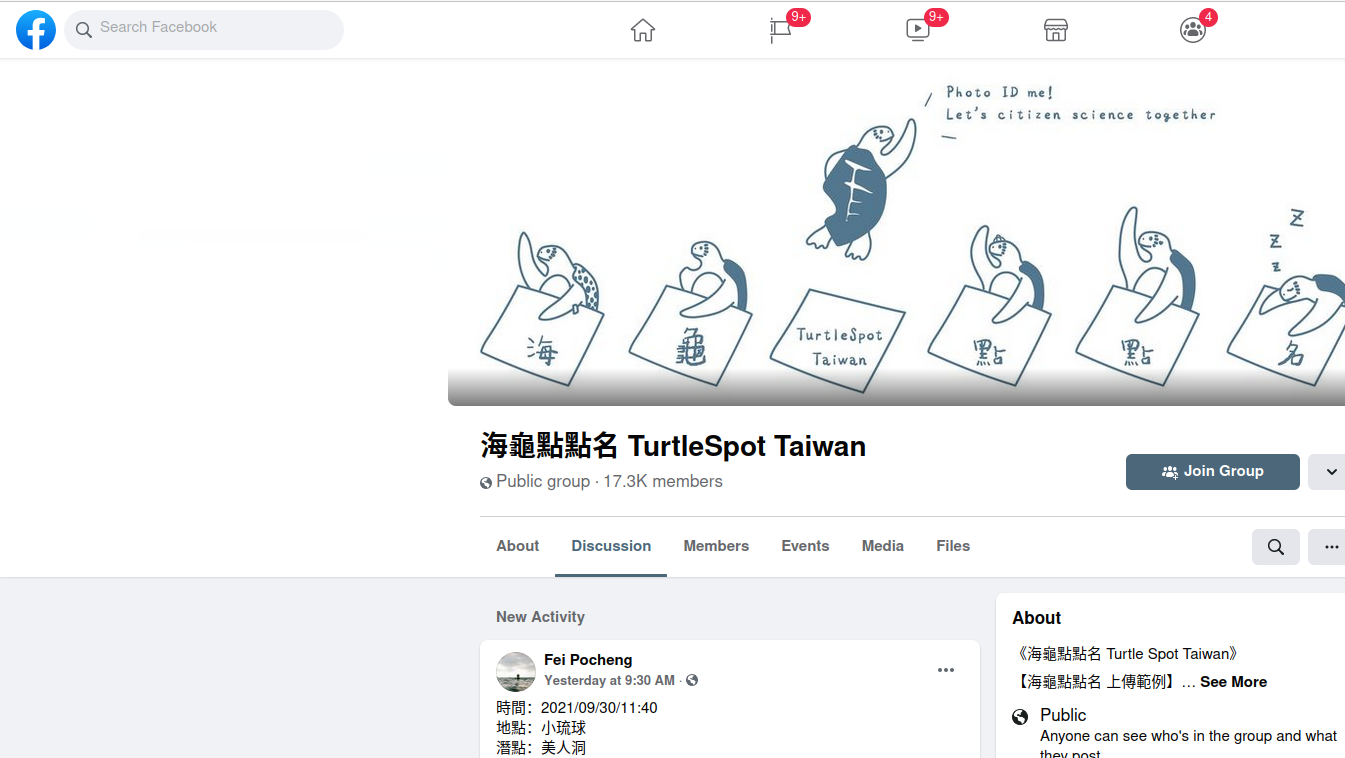 Search Facebook
9+
9+
4
Photo ID me!
Let's citizen science together
z
z
z
海
龜
TurtleSpot
Taiwan
點
點
名
海龜點點名 TurtleSpot Taiwan
Public group · 17.3K members
Join Group
About
Discussion
Members
Events
Media
Files
New Activity
Fei Pocheng
Yesterday at 9:30 AM ·
時間：2021/09/30/11:40
地點：小琉球
潛點：美人洞
About
《海龜點點名 Turtle Spot Taiwan》
【海龜點點名 上傳範例】… See More
Public
Anyone can see who's in the group and what
they post.